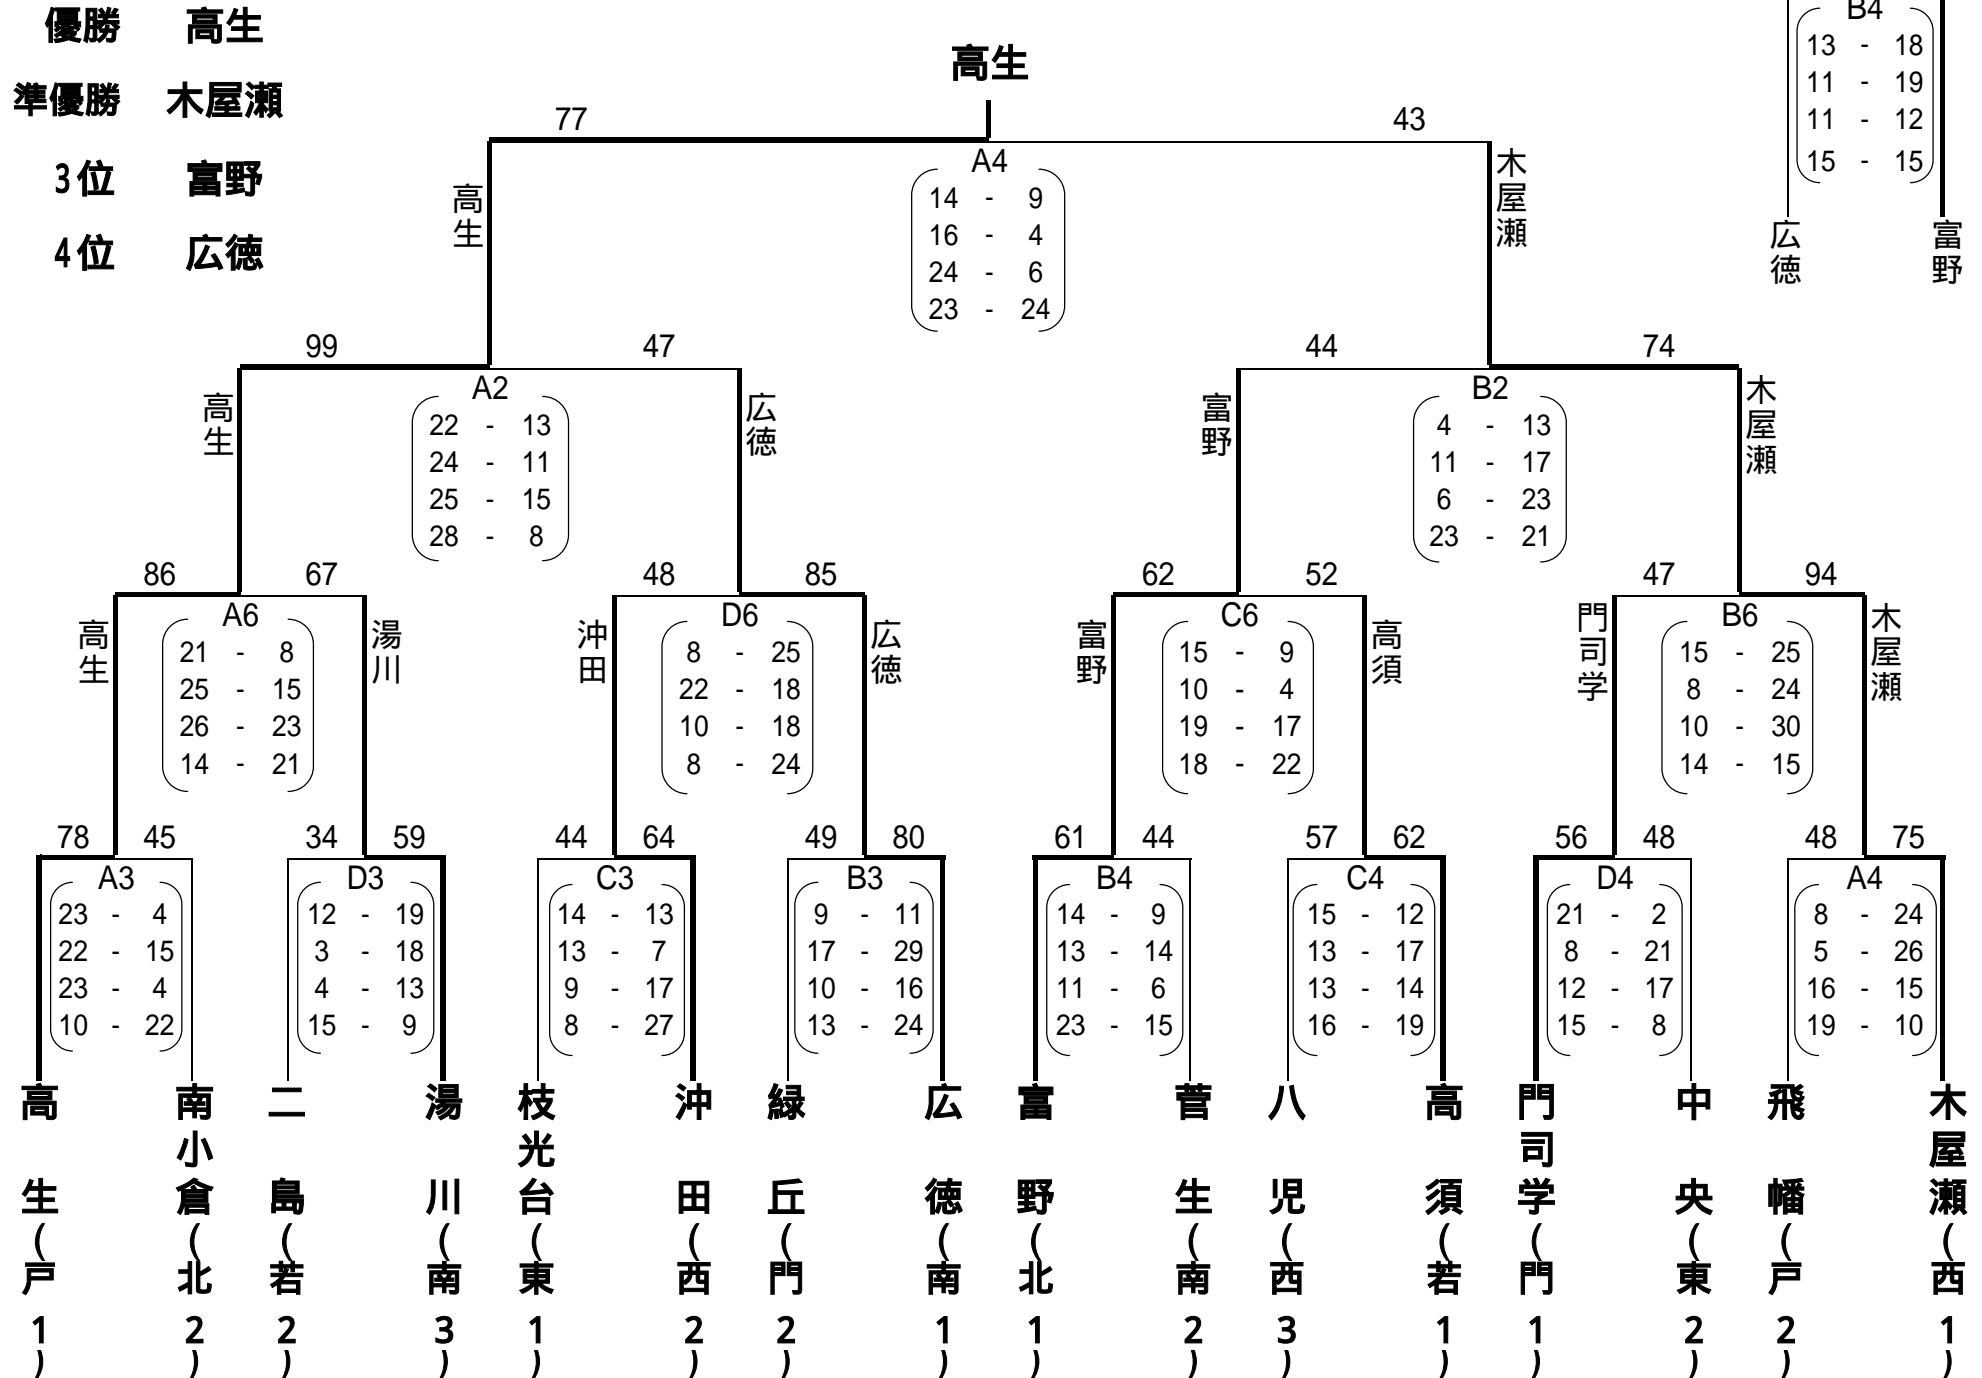 優勝 高生
準優勝 木屋瀬
3位 富野
4位 広徳
高生
77 43
A4
14 - 9
16 - 4
24 - 6
23 - 24
高生
木屋瀬
B4
13 - 18
11 - 19
11 - 12
15 - 15
広徳
富野
99 47
A2
22 - 13
24 - 11
25 - 15
28 - 8
高生
広徳
44 74
B2
4 - 13
11 - 17
6 - 23
23 - 21
富野
木屋瀬
86 67
A6
21 - 8
25 - 15
26 - 23
14 - 21
高生
湯川
48 85
D6
8 - 25
22 - 18
10 - 18
8 - 24
沖田
広徳
62 52
C6
15 - 9
10 - 4
19 - 17
18 - 22
富野
高須
47 94
B6
15 - 25
8 - 24
10 - 30
14 - 15
門司学
木屋瀬
78 45
A3
23 - 4
22 - 15
23 - 4
10 - 22
34 59
D3
12 - 19
3 - 18
4 - 13
15 - 9
44 64
C3
14 - 13
13 - 7
9 - 17
8 - 27
49 80
B3
9 - 11
17 - 29
10 - 16
13 - 24
61 44
B4
14 - 9
13 - 14
11 - 6
23 - 15
57 62
C4
15 - 12
13 - 17
13 - 14
16 - 19
56 48
D4
21 - 2
8 - 21
12 - 17
15 - 8
48 75
A4
8 - 24
5 - 26
16 - 15
19 - 10
高生(戸1)
南小倉(北2)
二島(若2)
湯川(南3)
枝光台(東1)
沖田(西2)
緑丘(門2)
広徳(南1)
富野(北1)
菅生(南2)
八児(西3)
高須(若1)
門司学(門1)
中央(東2)
飛幡(戸2)
木屋瀬(西1)